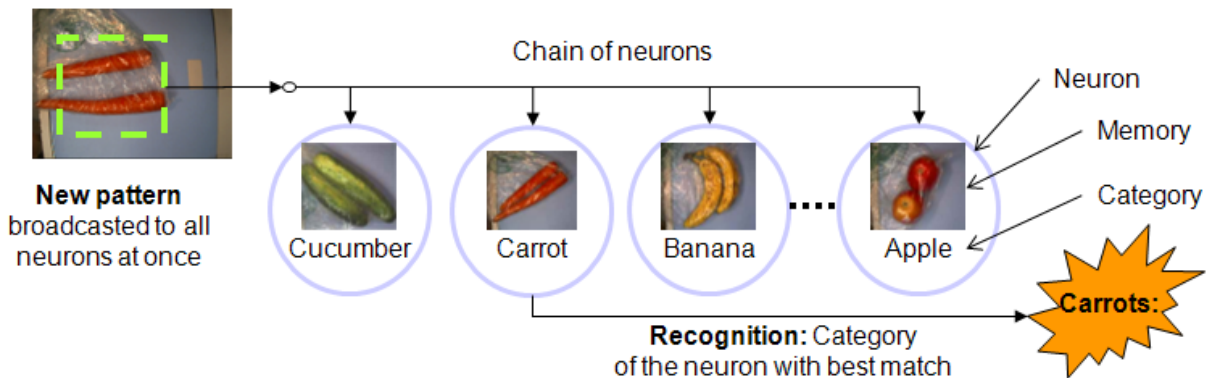 Chain of neurons
Neuron
Memory
Category
New pattern
broadcasted to all
neurons at once
Cucumber
Carrot
Banana
Apple
Carrots:
Recognition: Category
of the neuron with best match